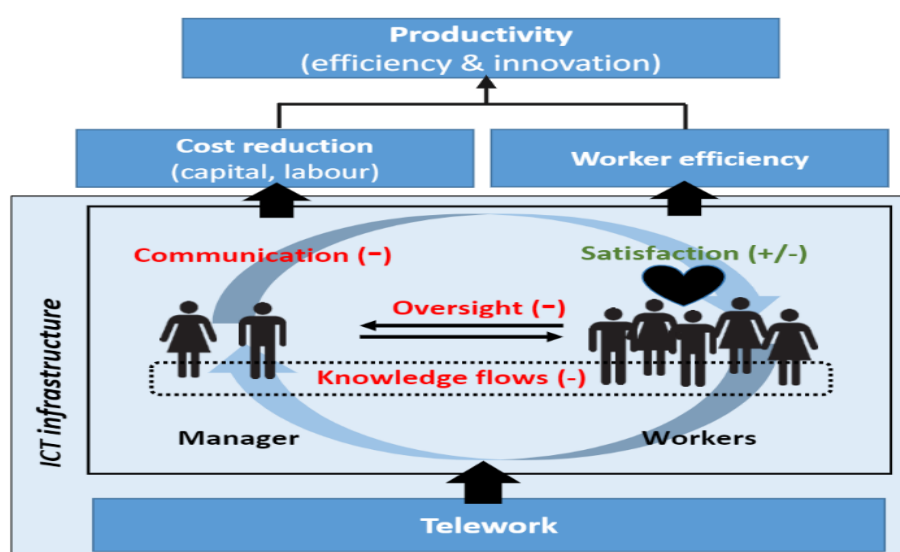 Productivity
(efficiency & innovation)
Cost reduction
(capital, labour)
Worker efficiency
Communication (−)
Satisfaction (+/-)
Oversight (−)
Knowledge flows (-)
Manager
Workers
ICT infrastructure
Telework